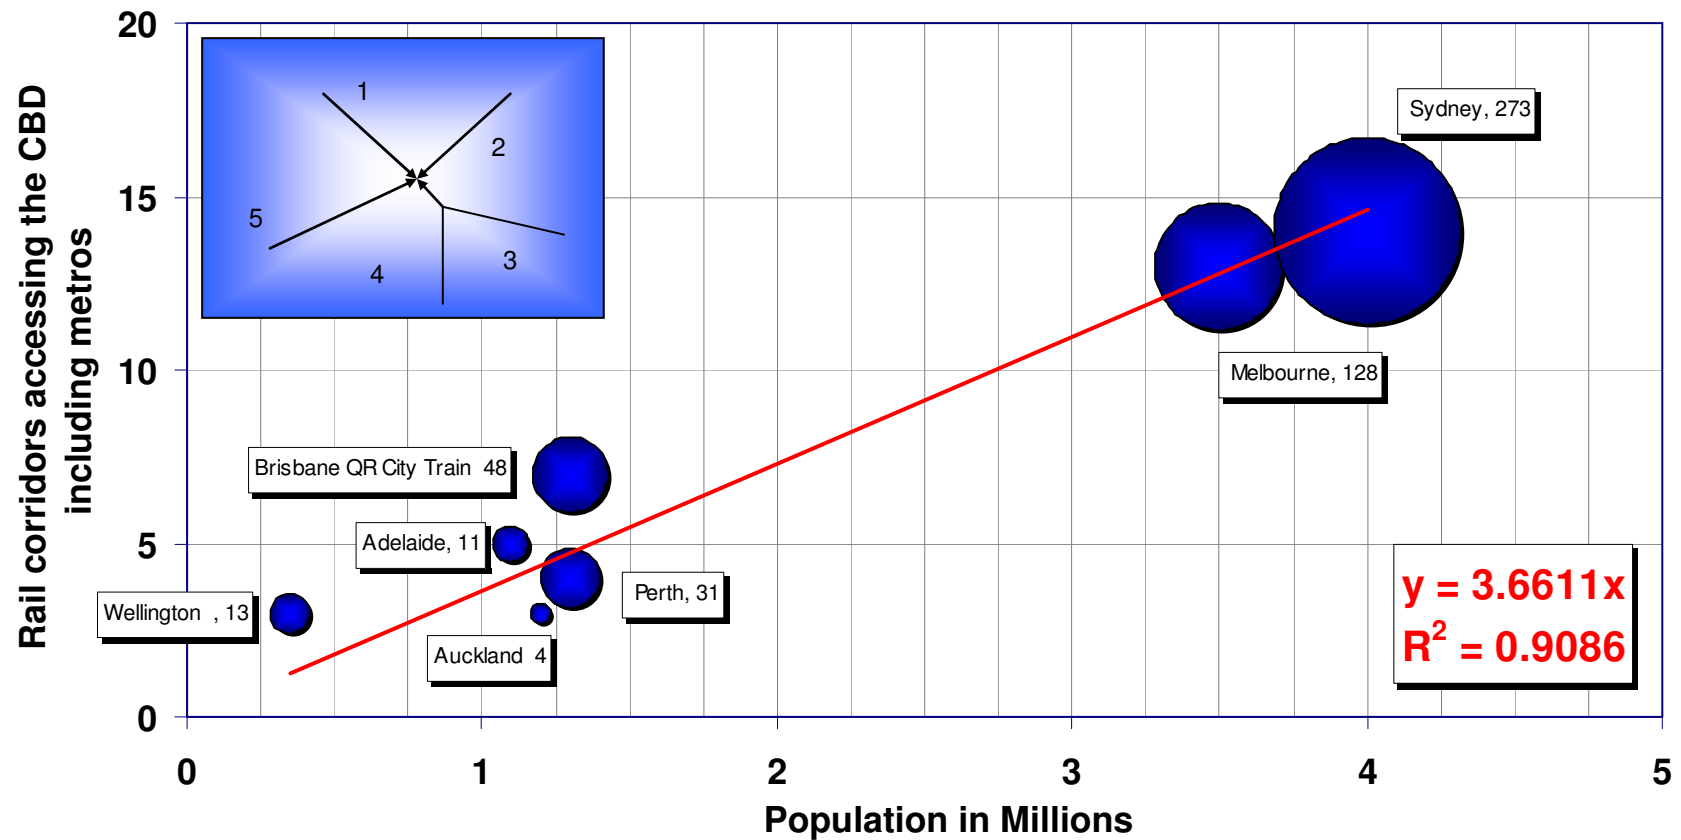 Rail corridors accessing the CBD
including metros
20
15
10
5
0
1
2
3
4
5
Sydney, 273
Melbourne, 128
Brisbane QR City Train 48
Adelaide, 11
Perth, 31
Wellington , 13
Auckland 4
y = 3.6611x
R² = 0.9086
0
1
2
3
4
5
Population in Millions